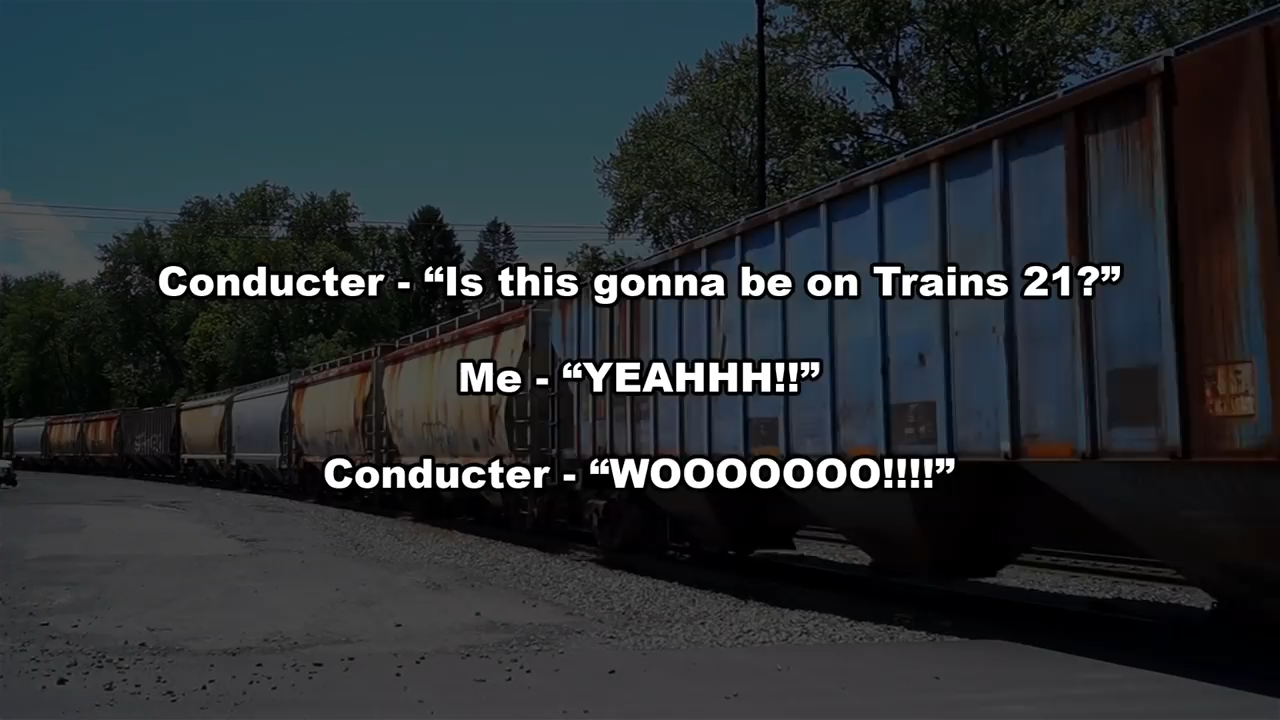 Conducter - “Is this gonna be on Trains 21?”
Me - “YEAHHH!!”
Conducter - “WOOOOOOO!!!!”